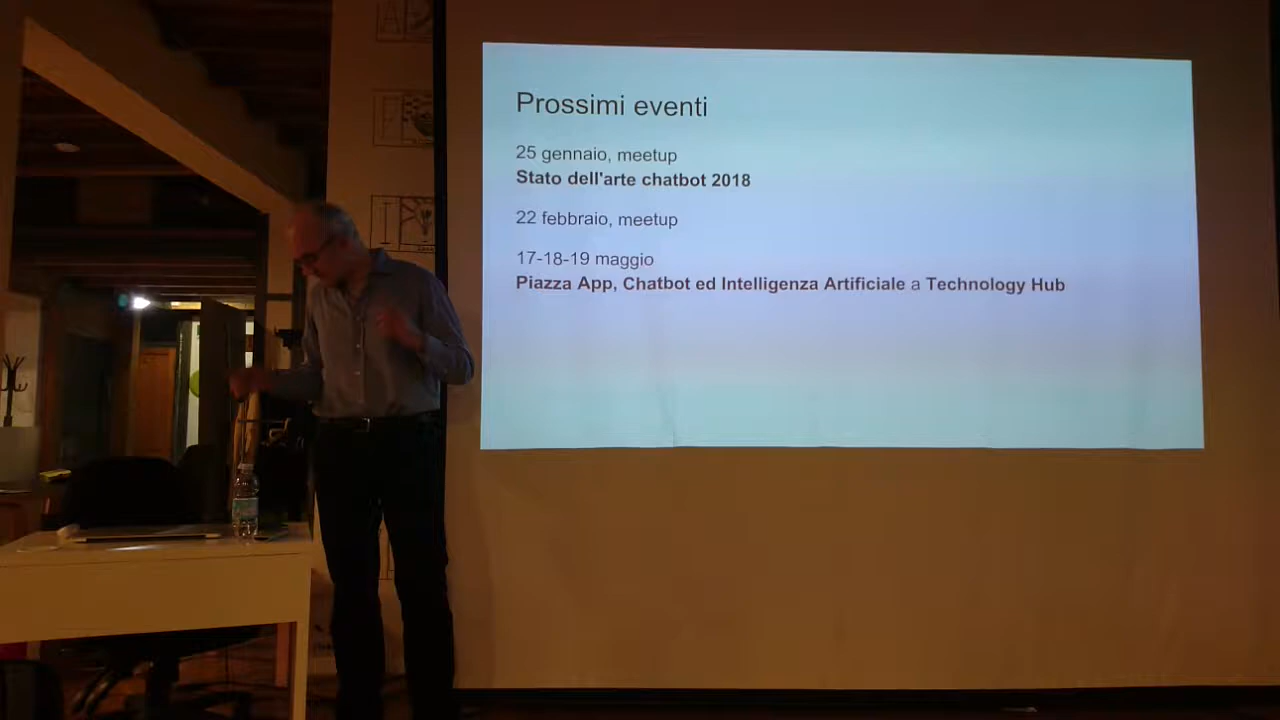 Prossimi eventi
25 gennaio, meetup
Stato dell'arte chatbot 2018
22 febbraio, meetup
17-18-19 maggio
Piazza App, Chatbot ed Intelligenza Artificiale a Technology Hub